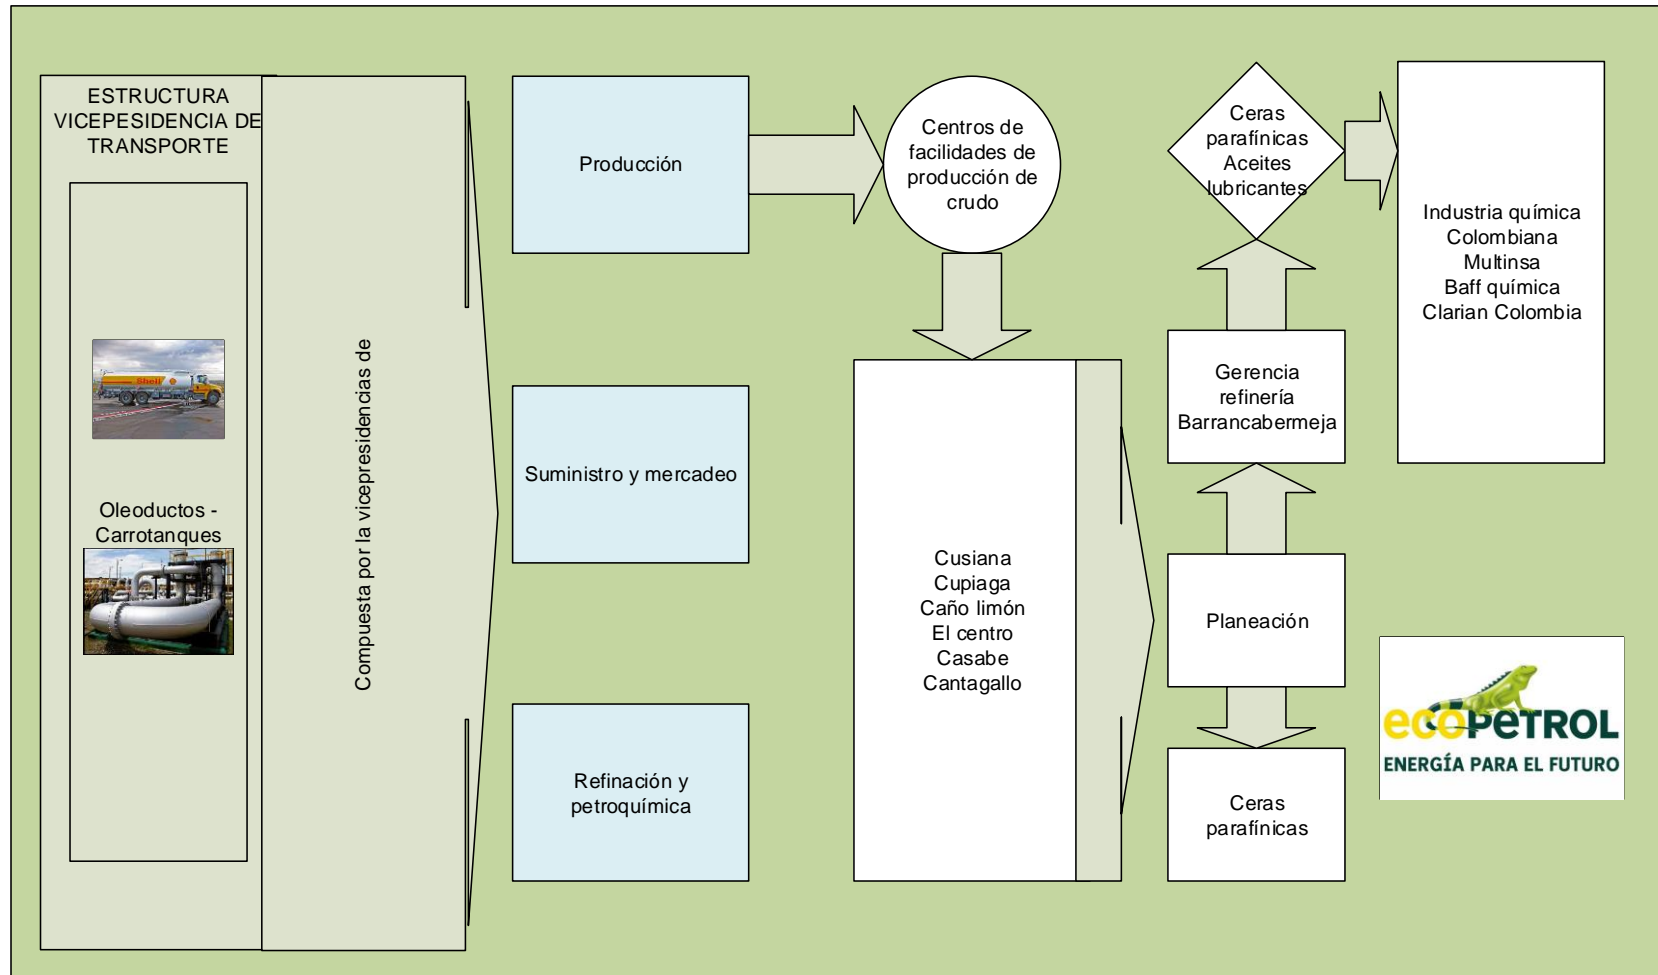 ESTRUCTURA
VICEPESIDENCIA DE
TRANSPORTE
Shell
Oleoductos -
Carrotanques
Compuesta por la vicepresidencias de
Producción
Suministro y mercadeo
Refinación y
petroquímica
Centros de
facilidades de
producción de
crudo
Cusiana
Cupiaga
Caño limón
El centro
Casabe
Cantagallo
Ceras
parafínicas
Aceites
lubricantes
Gerencia
refinería
Barrancabermeja
Planeación
Ceras
parafínicas
Industria química
Colombiana
Multinsa
Baff química
Clarian Colombia
ecoPeTROL
ENERGÍA PARA EL FUTURO